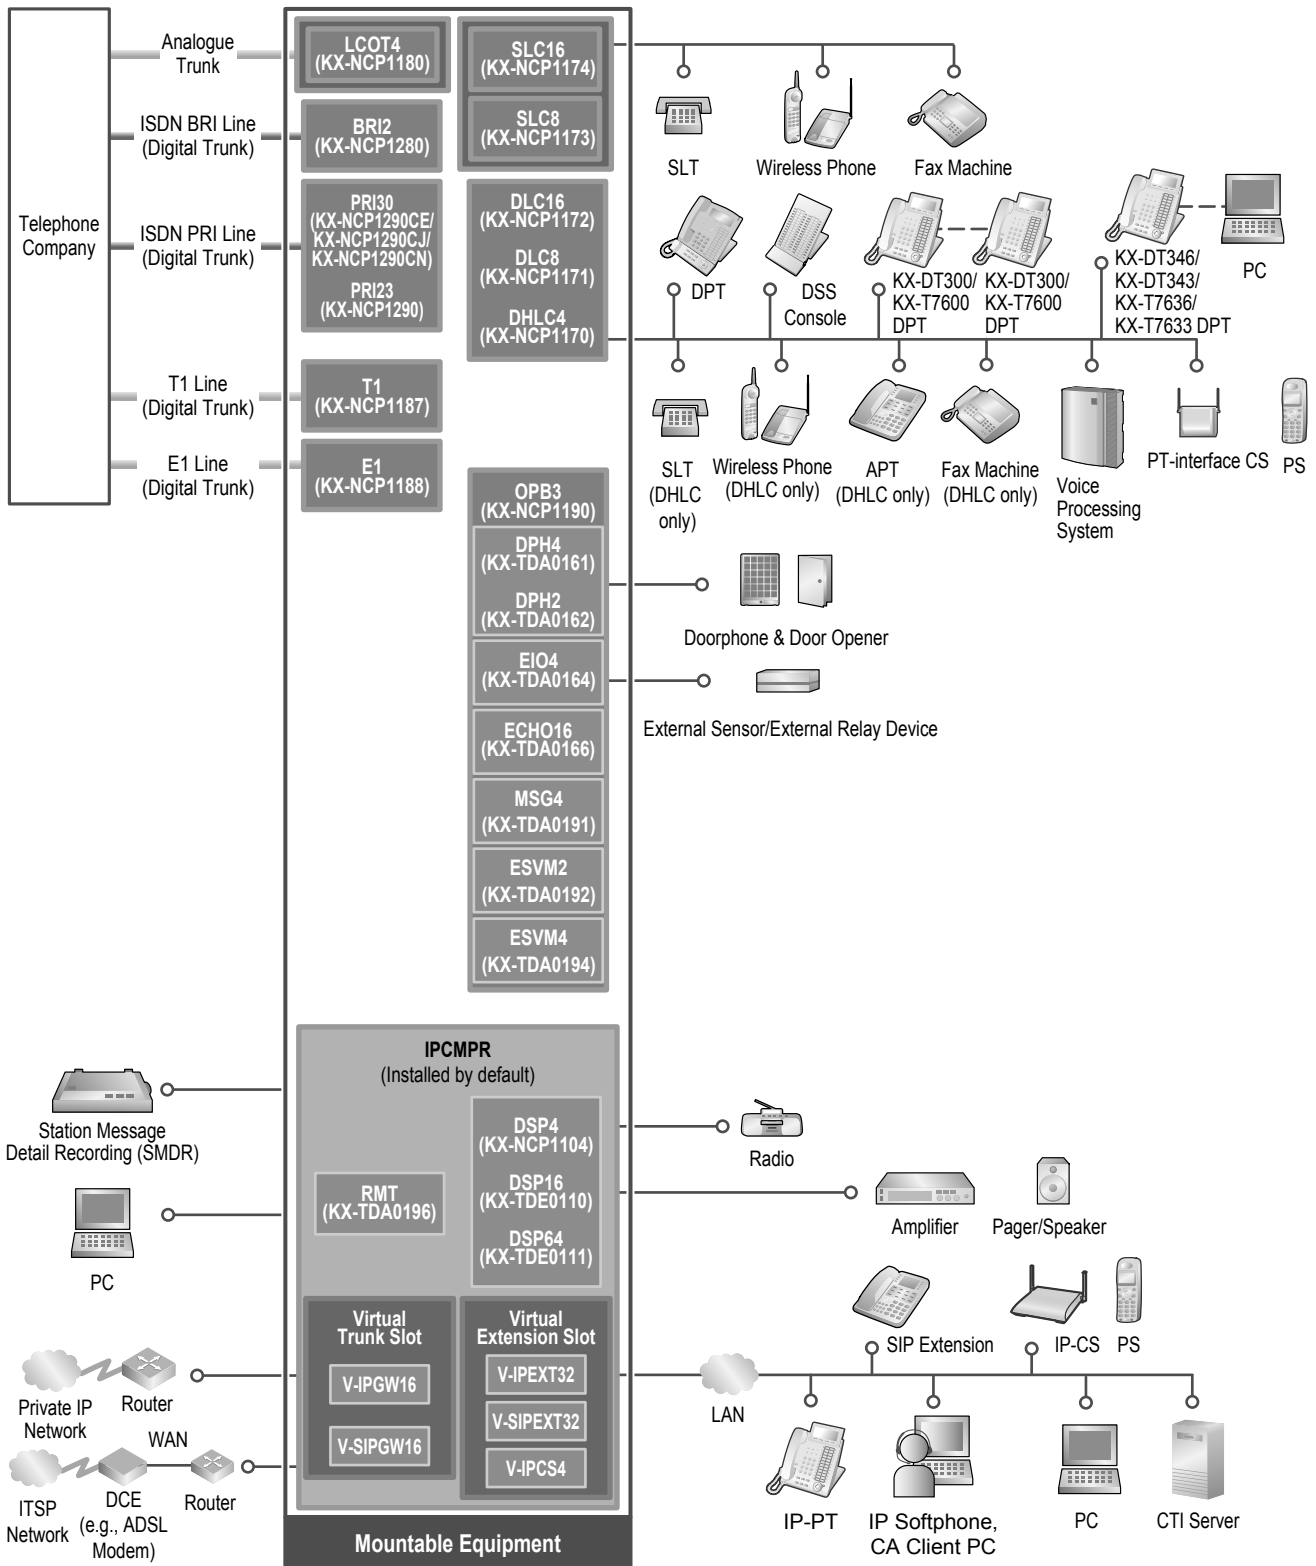 Telephone
Company
Analogue
Trunk
ISDN BRI Line
(Digital Trunk)
ISDN PRI Line
(Digital Trunk)
T1 Line
(Digital Trunk)
E1 Line
(Digital Trunk)
LCOT4
(KX-NCP1180)
BRI2
(KX-NCP1280)
PRI30
(KX-NCP1290CE/
KX-NCP1290CJ/
KX-NCP1290CN)
PRI23
(KX-NCP1290)
T1
(KX-NCP1187)
E1
(KX-NCP1188)
SLC16
(KX-NCP1174)
SLC8
(KX-NCP1173)
DLC16
(KX-NCP1172)
DLC8
(KX-NCP1171)
DHLC4
(KX-NCP1170)
SLT
Wireless Phone
Fax Machine
DPT
DSS
Console
KX-DT300/
KX-T7600
DPT
KX-DT300/
KX-T7600
DPT
KX-DT346/
KX-DT343/
KX-T7636/
KX-T7633 DPT
PC
SLT
(DHLC
only)
Wireless Phone
(DHLC only)
APT
(DHLC only)
Fax Machine
(DHLC only)
Voice
Processing
System
PT-interface CS
PS
OPB3
(KX-NCP1190)
DPH4
(KX-TDA0161)
DPH2
(KX-TDA0162)
EIO4
(KX-TDA0164)
ECHO16
(KX-TDA0166)
MSG4
(KX-TDA0191)
ESVM2
(KX-TDA0192)
ESVM4
(KX-TDA0194)
Doorphone & Door Opener
External Sensor/External Relay Device
IPCMPR
(Installed by default)
DSP4
(KX-NCP1104)
DSP16
(KX-TDE0110)
DSP64
(KX-TDE0111)
RMT
(KX-TDA0196)
Station Message
Detail Recording (SMDR)
PC
Radio
Amplifier
Pager/Speaker
Virtual
Trunk Slot
V-IPGW16
V-SIPGW16
Virtual
Extension Slot
V-IPEXT32
V-SIPEXT32
V-IPCS4
Private IP
Network
Router
WAN
ITSP
Network
DCE
(e.g., ADSL
Modem)
Router
LAN
SIP Extension
IP-CS
PS
IP-PT
IP Softphone,
CA Client PC
PC
CTI Server
Mountable Equipment